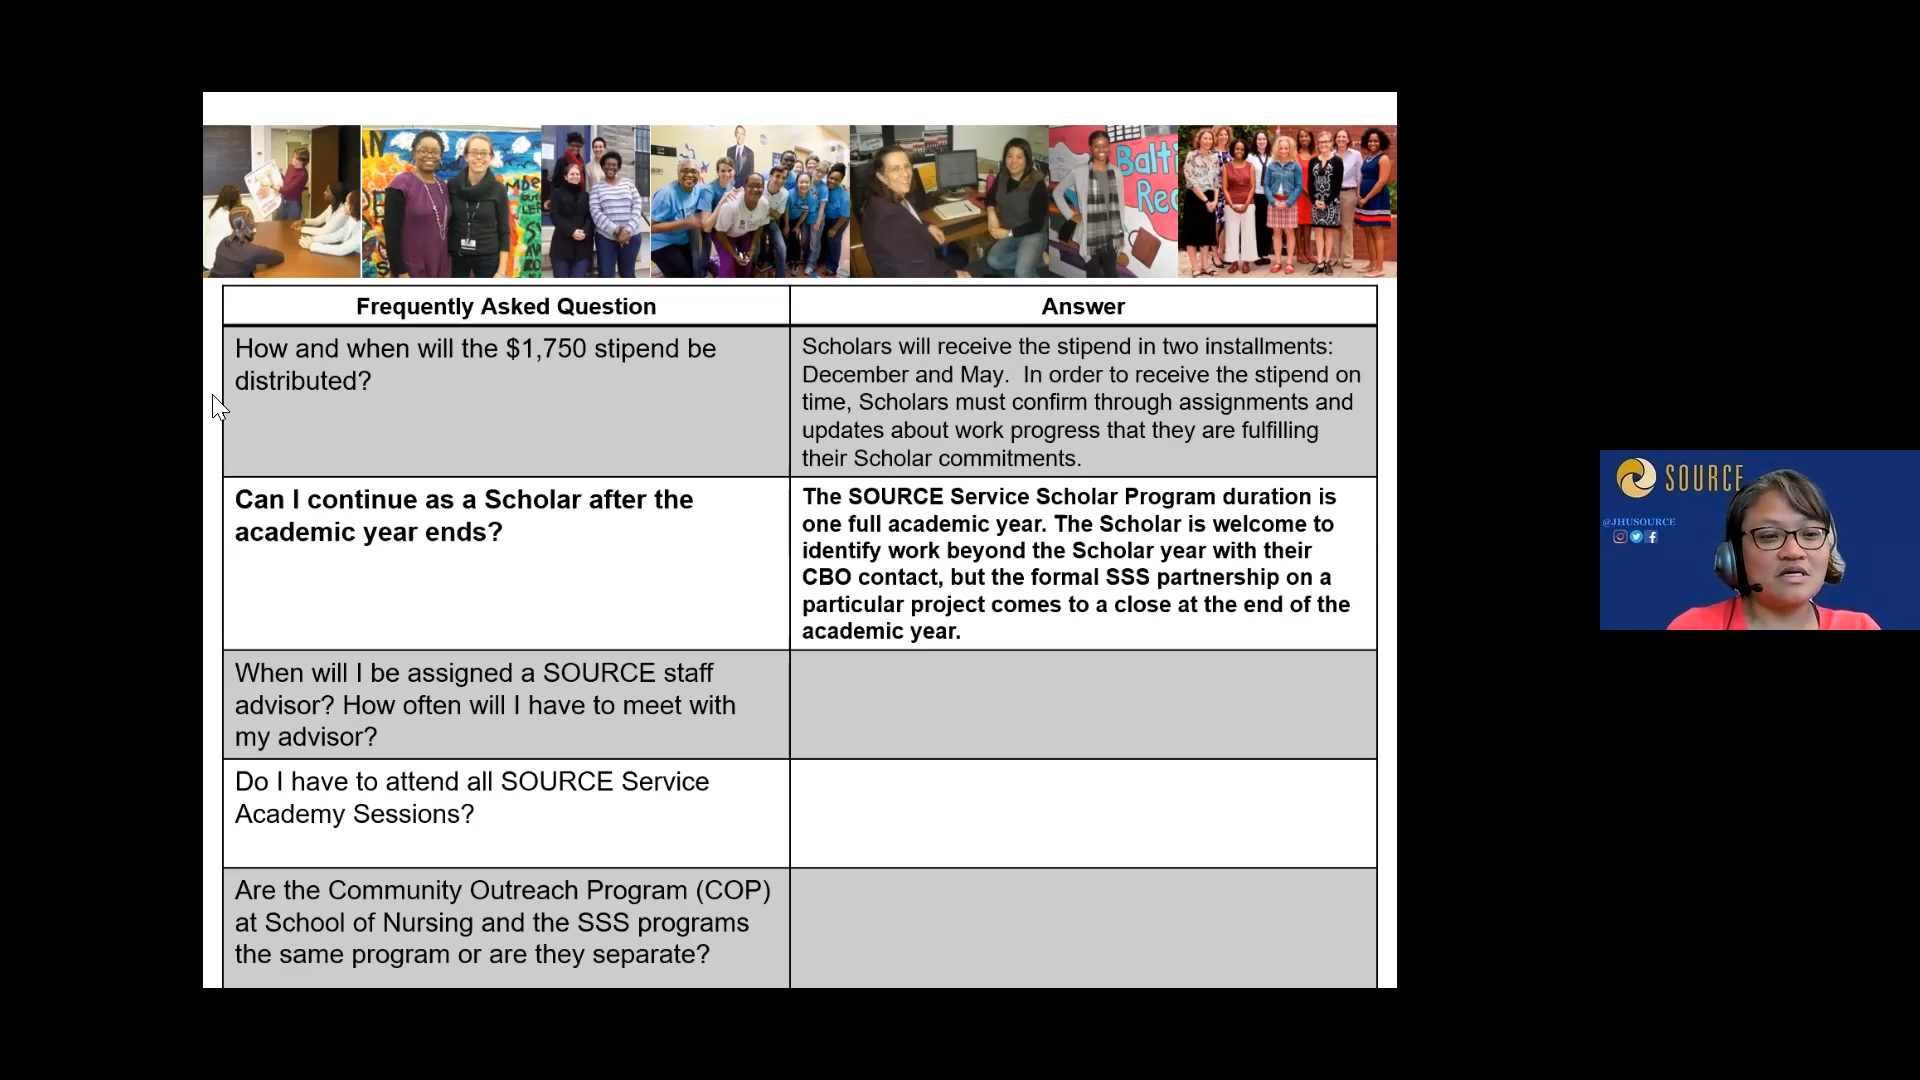 Balti
Rec
Frequently Asked Question
Answer
How and when will the $1,750 stipend be
distributed?
Scholars will receive the stipend in two installments:
December and May.  In order to receive the stipend on
time, Scholars must confirm through assignments and
updates about work progress that they are fulfilling
their Scholar commitments.
Can I continue as a Scholar after the
academic year ends?
The SOURCE Service Scholar Program duration is
one full academic year. The Scholar is welcome to
identify work beyond the Scholar year with their
CBO contact, but the formal SSS partnership on a
particular project comes to a close at the end of the
academic year.
When will I be assigned a SOURCE staff
advisor? How often will I have to meet with
my advisor?
Do I have to attend all SOURCE Service
Academy Sessions?
Are the Community Outreach Program (COP)
at School of Nursing and the SSS programs
the same program or are they separate?
SOURCE
@JHUSOURCE